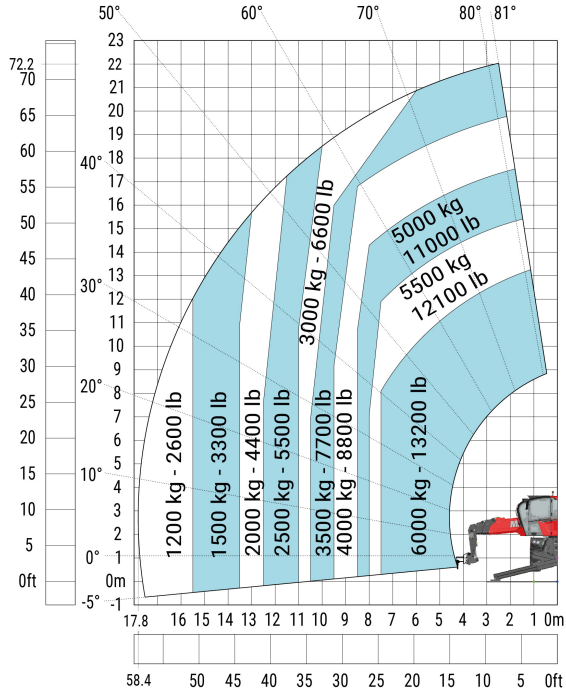 50° 60° 70° 80° 81°
23
72.2 22
70 21
65 20
19
60 40° 18
55 17
16
50 15
45 14
13
40 30° 12
35 11
10
30 9
25 20° 8
7
20 6
15 5
10° 4
10 3
5 2
0° 1
0ft 0m
-5° -1
3000 kg - 6600 lb
5000 kg
11000 lb
5500 kg
12100 lb
1200 kg - 2600 lb
1500 kg - 3300 lb
2000 kg - 4400 lb
2500 kg - 5500 lb
3500 kg - 7700 lb
4000 kg - 8800 lb
6000 kg - 13200 lb
17.8 16 15 14 13 12 11 10 9 8 7 6 5 4 3 2 1 0m
58.4 50 45 40 35 30 25 20 15 10 5 0ft